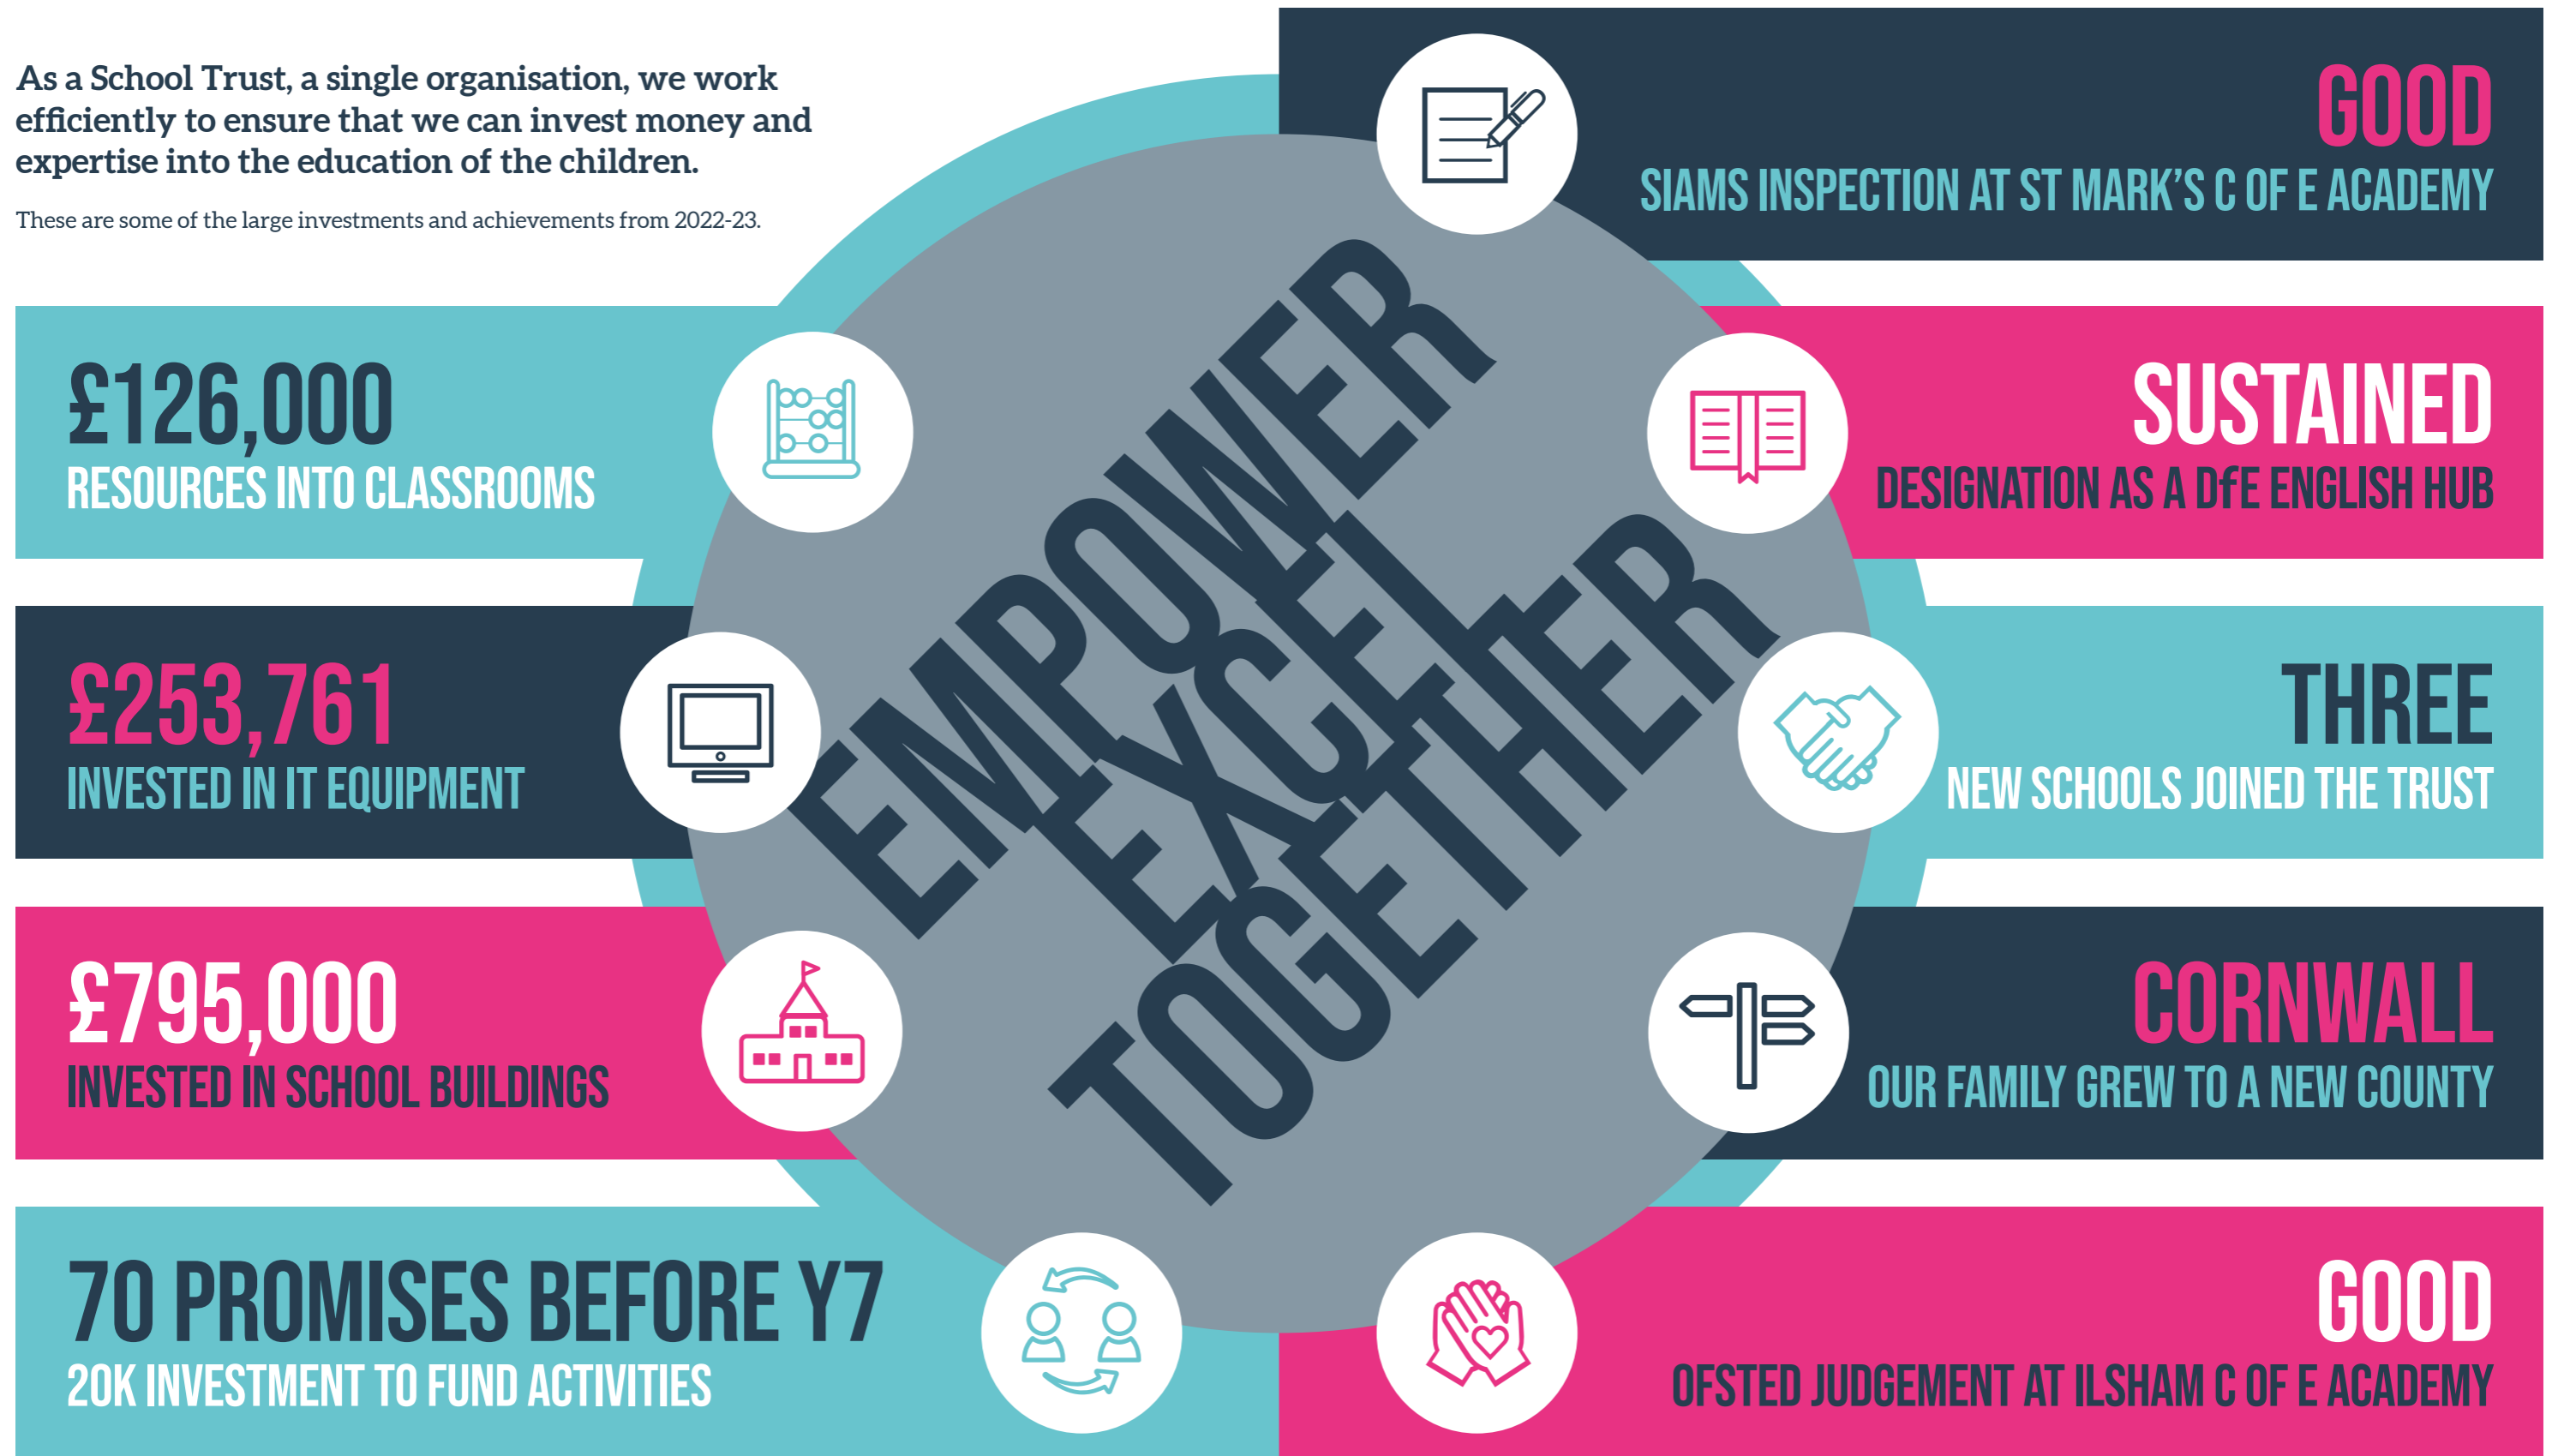 As a School Trust, a single organisation, we work
efficiently to ensure that we can invest money and
expertise into the education of the children.
These are some of the large investments and achievements from 2022-23.
£126,000
RESOURCES INTO CLASSROOMS
£253,761
INVESTED IN IT EQUIPMENT
£795,000
INVESTED IN SCHOOL BUILDINGS
70 PROMISES BEFORE Y7
20K INVESTMENT TO FUND ACTIVITIES
EMPOWER
EXCEL
TOGETHER
GOOD
SIAMS INSPECTION AT ST MARK'S C OF E ACADEMY
SUSTAINED
DESIGNATION AS A DfE ENGLISH HUB
THREE
NEW SCHOOLS JOINED THE TRUST
CORNWALL
OUR FAMILY GREW TO A NEW COUNTY
GOOD
OFSTED JUDGEMENT AT ILSHAM C OF E ACADEMY